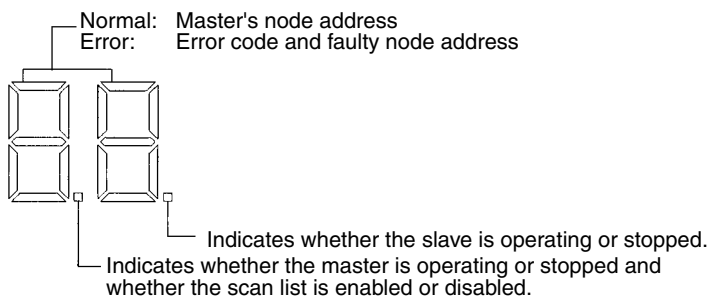 Normal: Master's node address
Error: Error code and faulty node address
Indicates whether the slave is operating or stopped.
Indicates whether the master is operating or stopped and
whether the scan list is enabled or disabled.